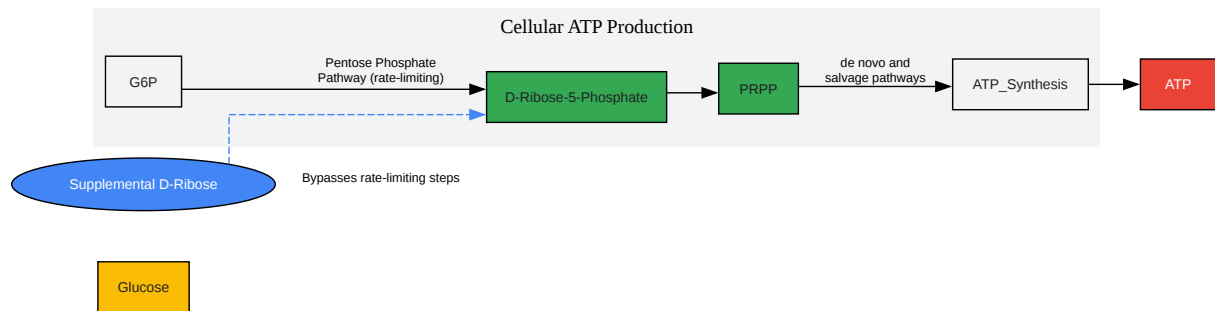 Cellular ATP Production
G6P
Pentose Phosphate
Pathway (rate-limiting)
D-Ribose-5-Phosphate
PRPP
de novo and
salvage pathways
ATP_Synthesis
ATP
Supplemental D-Ribose
Bypasses rate-limiting steps
Glucose